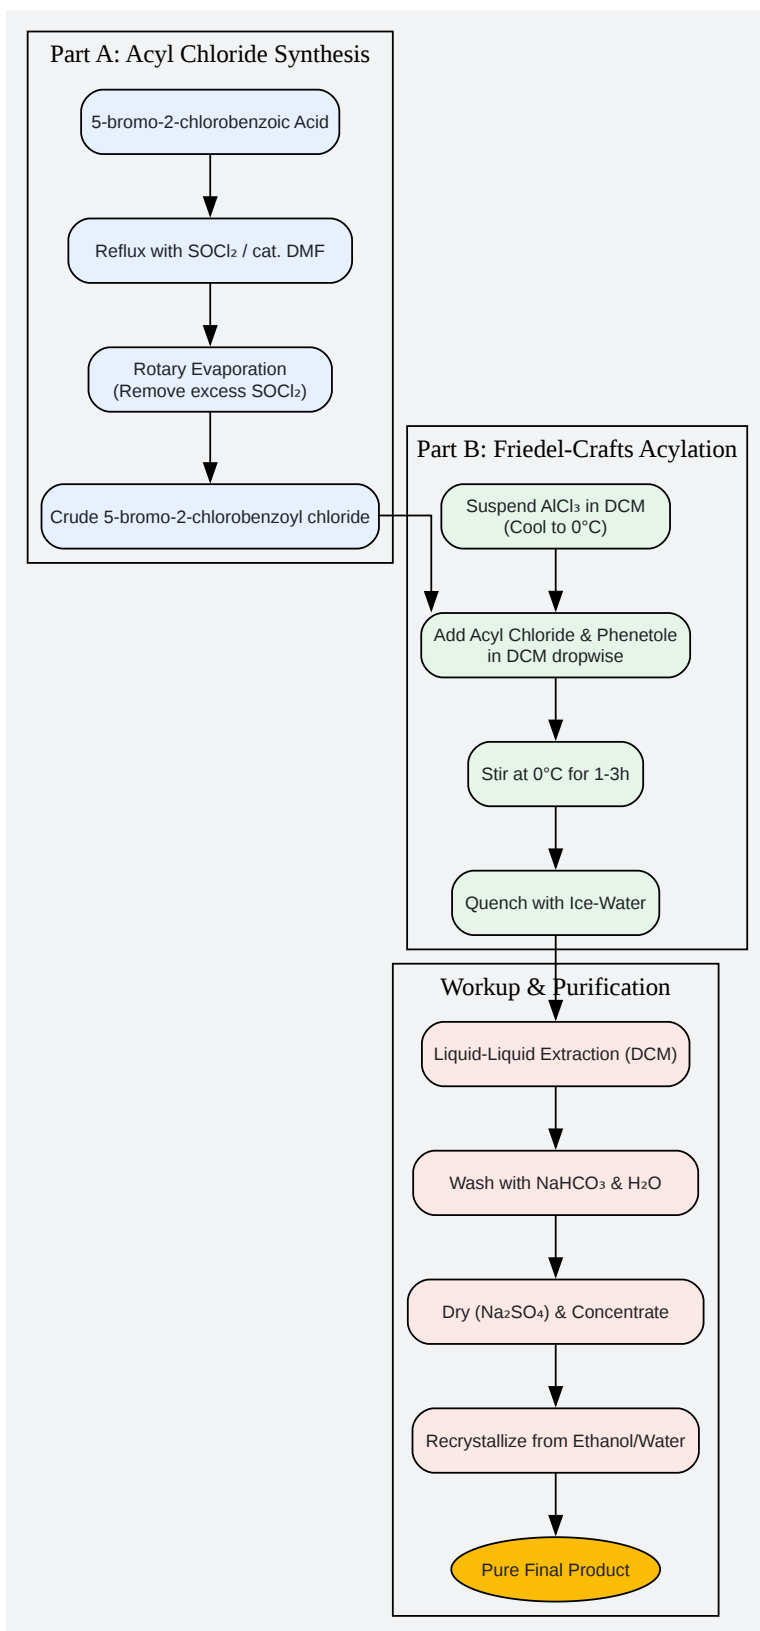 Part A: Acyl Chloride Synthesis
5-bromo-2-chlorobenzoic Acid
Reflux with SOCl₂ / cat. DMF
Rotary Evaporation
(Remove excess SOCl₂)
Crude 5-bromo-2-chlorobenzoyl chloride
Part B: Friedel-Crafts Acylation
Suspend AlCl₃ in DCM
(Cool to 0°C)
Add Acyl Chloride & Phenetole
in DCM dropwise
Stir at 0°C for 1-3h
Quench with Ice-Water
Workup & Purification
Liquid-Liquid Extraction (DCM)
Wash with NaHCO₃ & H₂O
Dry (Na₂SO₄) & Concentrate
Recrystallize from Ethanol/Water
Pure Final Product